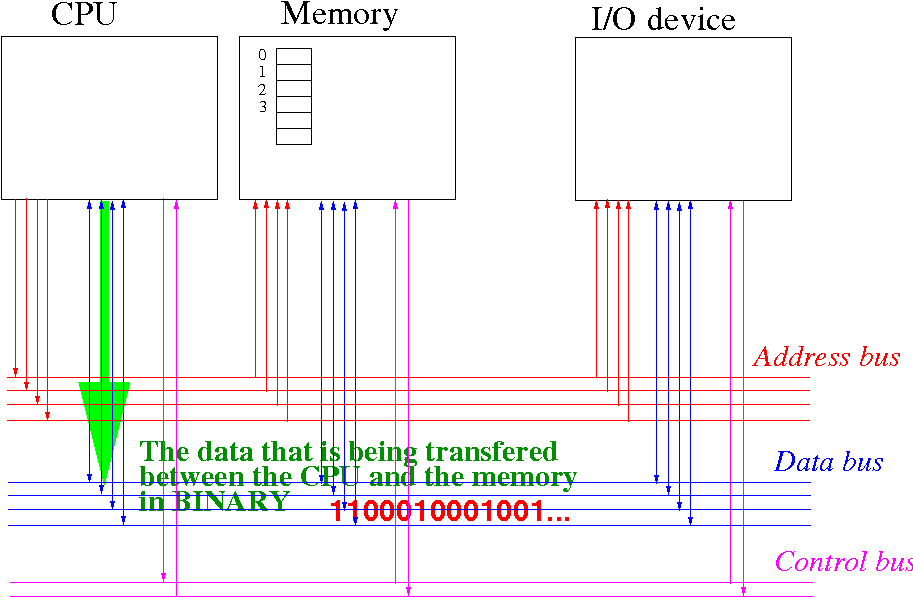 CPU
Memory
I/O device
0
1
2
3
Address bus
The data that is being transfered
between the CPU and the memory
in BINARY
1100010001001...
Data bus
Control bus